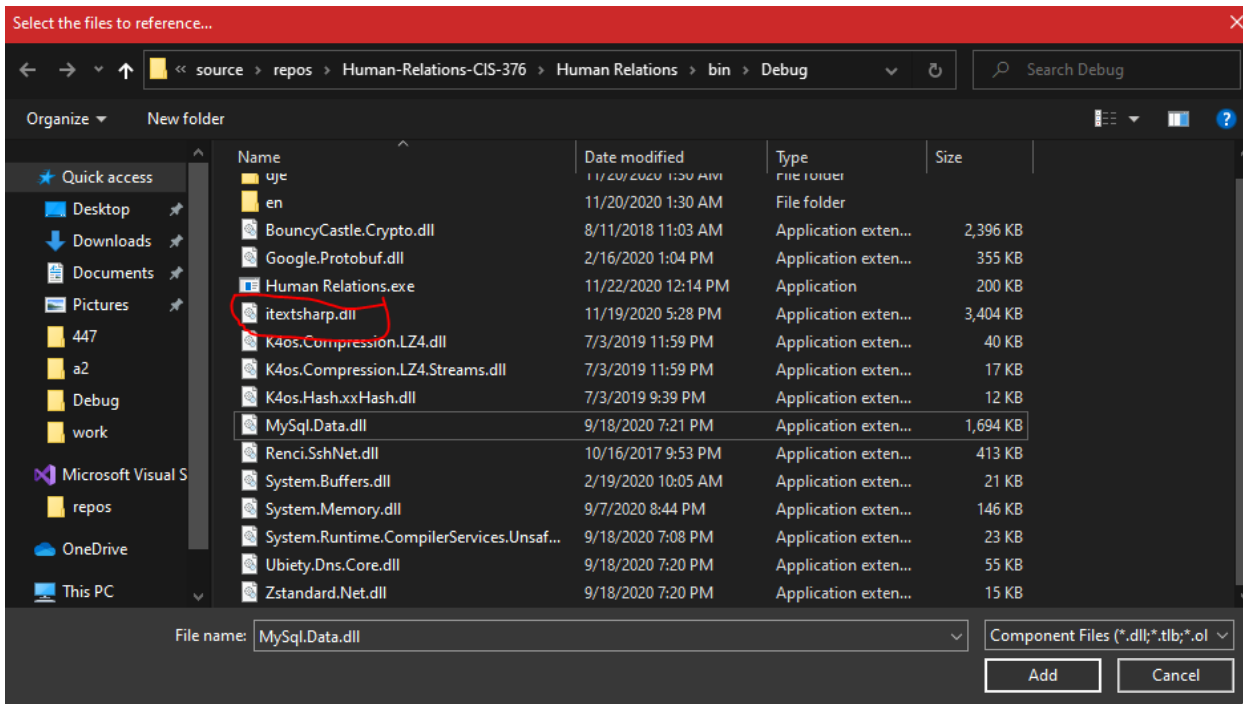 Select the files to reference...
« source › repos › Human-Relations-CIS-376 › Human Relations › bin › Debug
Search Debug
Organize
New folder
Name Date modified Type Size
Quick access
Desktop
Downloads
Documents
Pictures
447
a2
Debug
work
Microsoft Visual S
repos
OneDrive
This PC
dje 11/20/2020 1:30 AM File folder
en 11/20/2020 1:30 AM File folder
BouncyCastle.Crypto.dll 8/11/2018 11:03 AM Application exten... 2,396 KB
Google.Protobuf.dll 2/16/2020 1:04 PM Application exten... 355 KB
Human Relations.exe 11/22/2020 12:14 PM Application 200 KB
itextsharp.dll 11/19/2020 5:28 PM Application exten... 3,404 KB
K4os.Compression.LZ4.dll 7/3/2019 11:59 PM Application exten... 40 KB
K4os.Compression.LZ4.Streams.dll 7/3/2019 11:59 PM Application exten... 17 KB
K4os.Hash.xxHash.dll 7/3/2019 9:39 PM Application exten... 12 KB
MySql.Data.dll 9/18/2020 7:21 PM Application exten... 1,694 KB
Renci.SshNet.dll 10/16/2017 9:53 PM Application exten... 413 KB
System.Buffers.dll 2/19/2020 10:05 AM Application exten... 21 KB
System.Memory.dll 9/7/2020 8:44 PM Application exten... 146 KB
System.Runtime.CompilerServices.Unsaf... 9/18/2020 7:08 PM Application exten... 23 KB
Ubiety.Dns.Core.dll 9/18/2020 7:20 PM Application exten... 55 KB
Zstandard.Net.dll 9/18/2020 7:20 PM Application exten... 15 KB
File name: MySql.Data.dll
Component Files (*.dll;*.tlb;*.ol
Add
Cancel